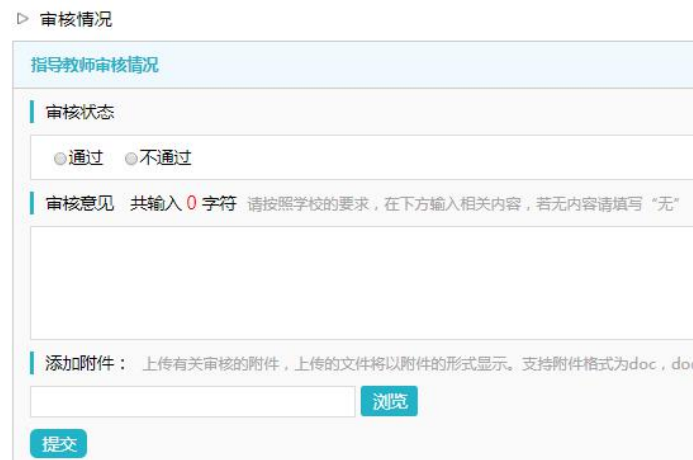 审核情况
指导教师审核情况
审核状态
通过 不通过
审核意见 共输入 0 字符 请按照学校的要求，在下方输入相关内容，若无内容请填写“无”
添加附件： 上传有关审核的附件，上传的文件将以附件的形式显示。支持附件格式为doc，doc
浏览
提交